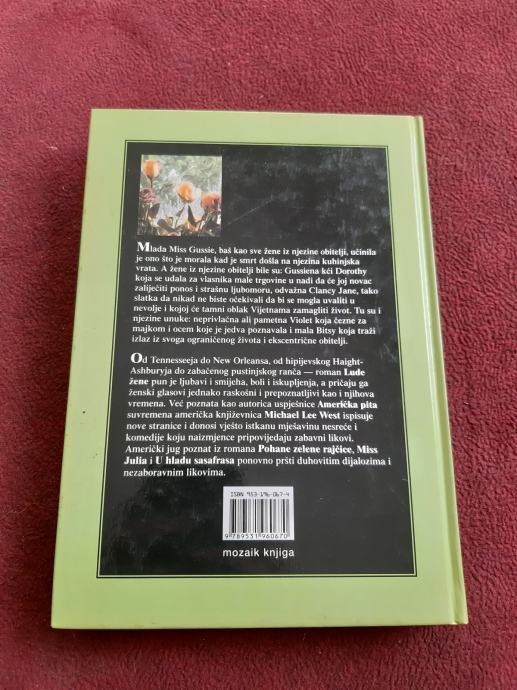 Mlada Miss Gussie, baš kao sve žene iz njezine obitelji, učinila
je ono što je morala kad je smrt došla na njezina kuhinjska
vrata. A žene iz njezine obitelji bile su: Gussiena kći Dorothy
koja se udala za vlasnika male trgovine u nadi da će joj novac
zaliječiti ponos i strašnu ljubomoru, odvažna Clancy Jane, tako
slatka da nikad ne biste očekivali da bi se mogla uvaliti u
nevolje i kojoj će tamni oblak Vijetnama zamagliti život. Tu su i
njezine unuke: neprivlačna ali pametna Violet koja čezne za
majkom i ocem koje je jedva poznavala i mala Bitsy koja traži
izlaz iz svoga ograničenog života i ekscentrične obitelji.
Od Tennesseeja do New Orleansa, od hipijevskog Haight-
Ashburyja do zabačenog pustinjskog ranča — roman Lude
žene pun je ljubavi i smijeha, boli i iskupljenja, a pričaju ga
ženski glasovi jednako raskošni i prepoznatljivi kao i njihova
vremena. Već poznata kao autorica uspješnice Američka pita
suvremena američka književnica Michael Lee West ispisuje
nove stranice i donosi vješto istkanu mješavinu nesreće i
komedije koju naizmjence pripovijedaju zabavni likovi.
Američki jug poznat iz romana Pohane zelene rajčice, Miss
Julia i U hladu sasafrasa ponovno pršti duhovitim dijalozima i
nezaboravnim likovima.
ISBN 953-196-067-4
9 789531 960670
mozaik knjiga